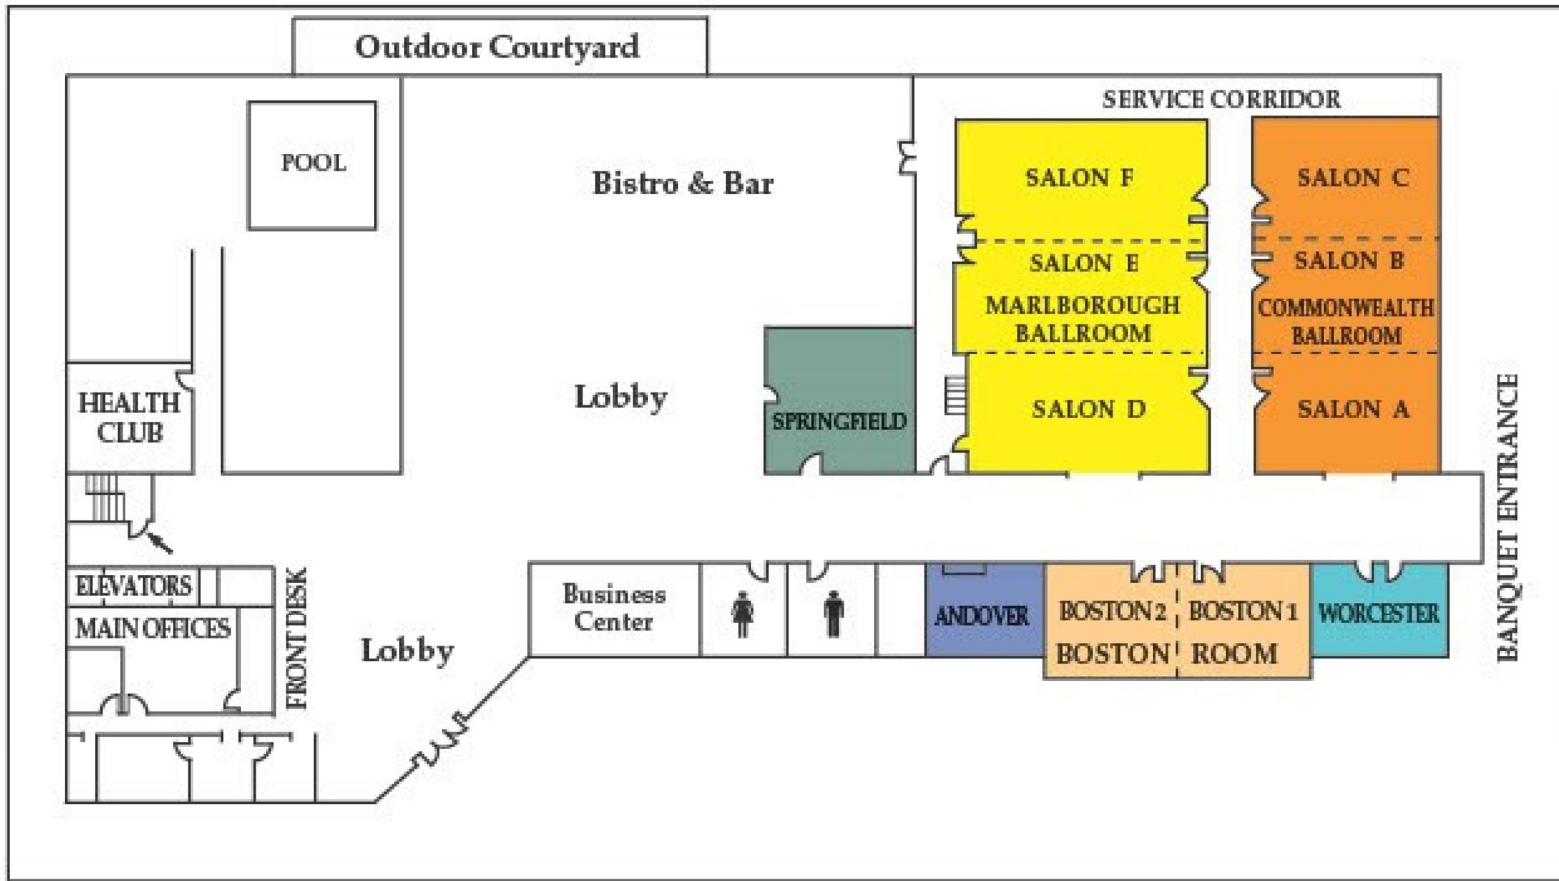 Outdoor Courtyard
SERVICE CORRIDOR
POOL
Bistro & Bar
SALON F
SALON C
SALON E
SALON B
MARLBOROUGH
BALLROOM
COMMONWEALTH
BALLROOM
HEALTH
CLUB
Lobby
SPRINGFIELD
SALON D
SALON A
BANQUET ENTRANCE
ELEVATORS
MAIN OFFICES
FRONT DESK
Lobby
Business
Center
ANDOVER
BOSTON 2
BOSTON 1
BOSTON ROOM
WORCESTER